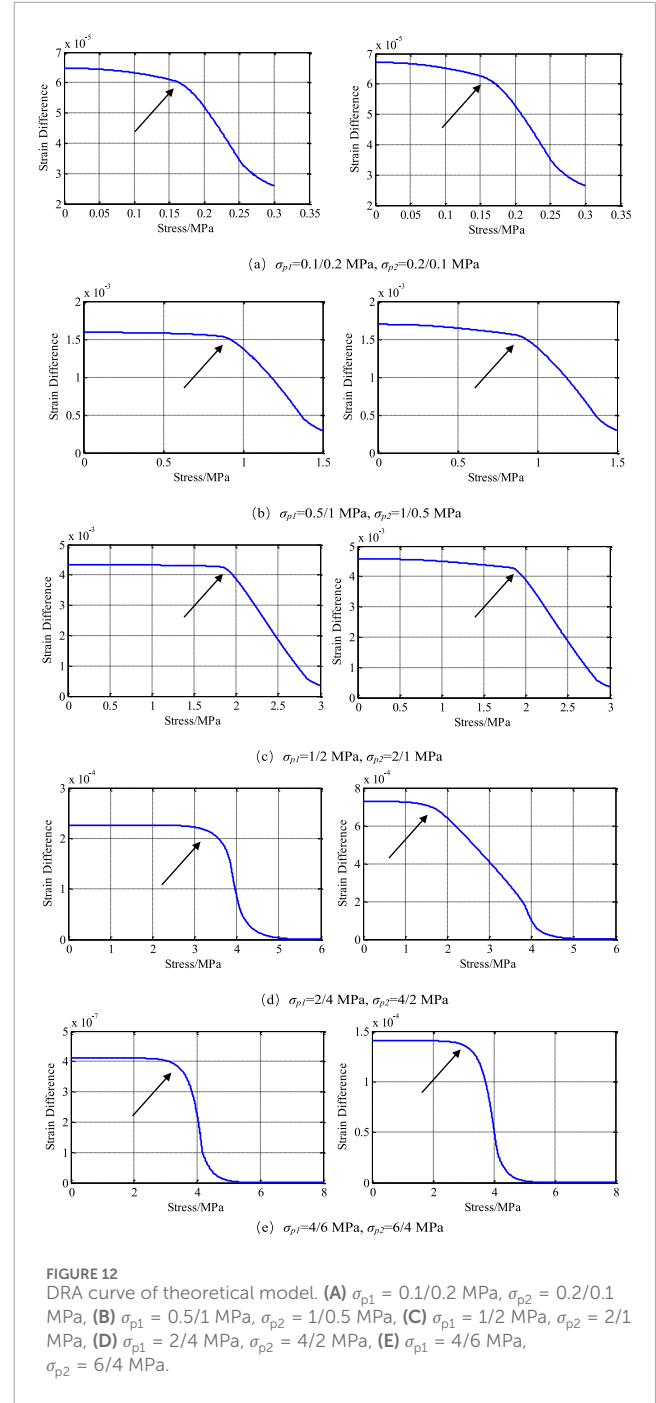 x 10-5
7
6
5
4
3
2
Strain Difference
0 0.05 0.1 0.15 0.2 0.25 0.3 0.35
Stress/MPa
x 10-5
7
6
5
4
3
2
Strain Difference
0 0.05 0.1 0.15 0.2 0.25 0.3 0.35
Stress/MPa
(a) σp1=0.1/0.2 MPa, σp2=0.2/0.1 MPa
x 10-3
2
1.5
1
0.5
0
Strain Difference
0 0.5 1 1.5
Stress/MPa
x 10-3
2
1.5
1
0.5
0
Strain Difference
0 0.5 1 1.5
Stress/MPa
(b) σp1=0.5/1 MPa, σp2=1/0.5 MPa
x 10-3
5
4
3
2
1
0
Strain Difference
0 0.5 1 1.5 2 2.5 3
Stress/MPa
x 10-3
5
4
3
2
1
0
Strain Difference
0 0.5 1 1.5 2 2.5 3
Stress/MPa
(c) σp1=1/2 MPa, σp2=2/1 MPa
x 10-4
3
2
1
0
Strain Difference
0 1 2 3 4 5 6
Stress/MPa
x 10-4
8
6
4
2
0
Strain Difference
0 1 2 3 4 5 6
Stress/MPa
(d) σp1=2/4 MPa, σp2=4/2 MPa
x 10-7
5
4
3
2
1
0
Strain Difference
0 2 4 6 8
Stress/MPa
x 10-4
1.5
1
0.5
0
Strain Difference
0 2 4 6 8
Stress/MPa
(e) σp1=4/6 MPa, σp2=6/4 MPa
FIGURE 12
DRA curve of theoretical model. (A) σp1 = 0.1/0.2 MPa, σp2 = 0.2/0.1
MPa, (B) σp1 = 0.5/1 MPa, σp2 = 1/0.5 MPa, (C) σp1 = 1/2 MPa, σp2 = 2/1
MPa, (D) σp1 = 2/4 MPa, σp2 = 4/2 MPa, (E) σp1 = 4/6 MPa,
σp2 = 6/4 MPa.